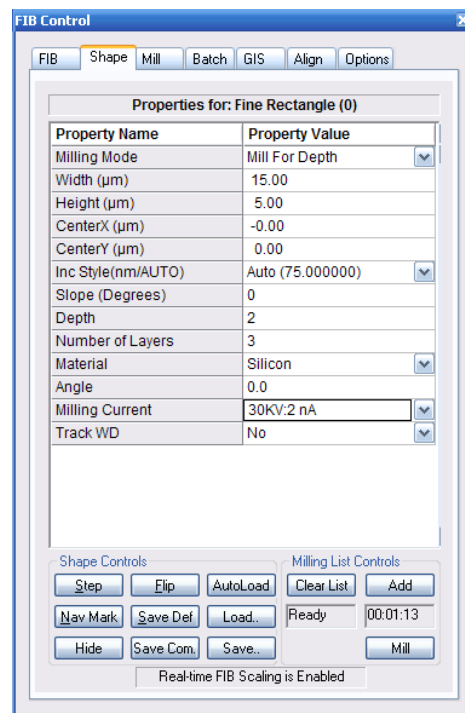 FIB Control
FIB Shape Mill Batch GIS Align Options
Properties for: Fine Rectangle (0)
Property Name Property Value
Milling Mode Mill For Depth
Width (µm) 15.00
Height (µm) 5.00
CenterX (µm) -0.00
CenterY (µm) 0.00
Inc Style(nm/AUTO) Auto (75.000000)
Slope (Degrees) 0
Depth 2
Number of Layers 3
Material Silicon
Angle 0.0
Milling Current 30KV:2 nA
Track WD No
Shape Controls Milling List Controls
Step Flip AutoLoad Clear List Add
Nav Mark Save Def Load.. Ready 00:01:13
Hide Save Com. Save.. Mill
Real-time FIB Scaling is Enabled